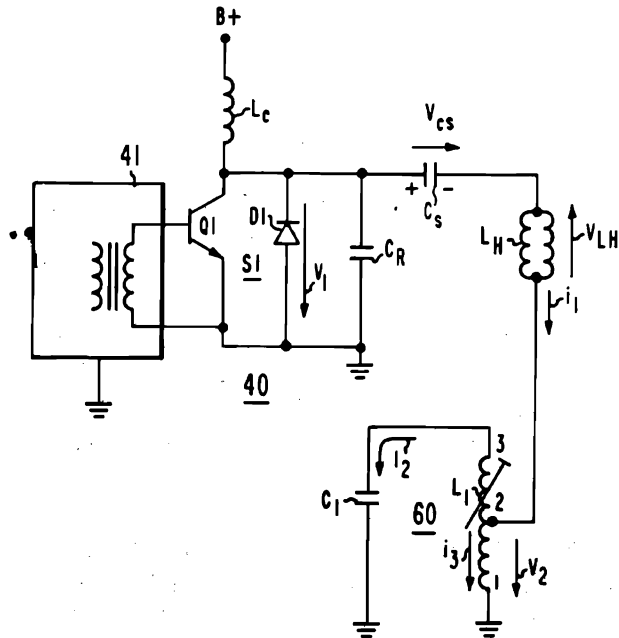 B+
Lc
41
Vcs
+ -
Cs
Q1
D1
S1
V1
CR
LH
VLH
i1
40
I2
3
L1
2
C1
60
i3
1
V2